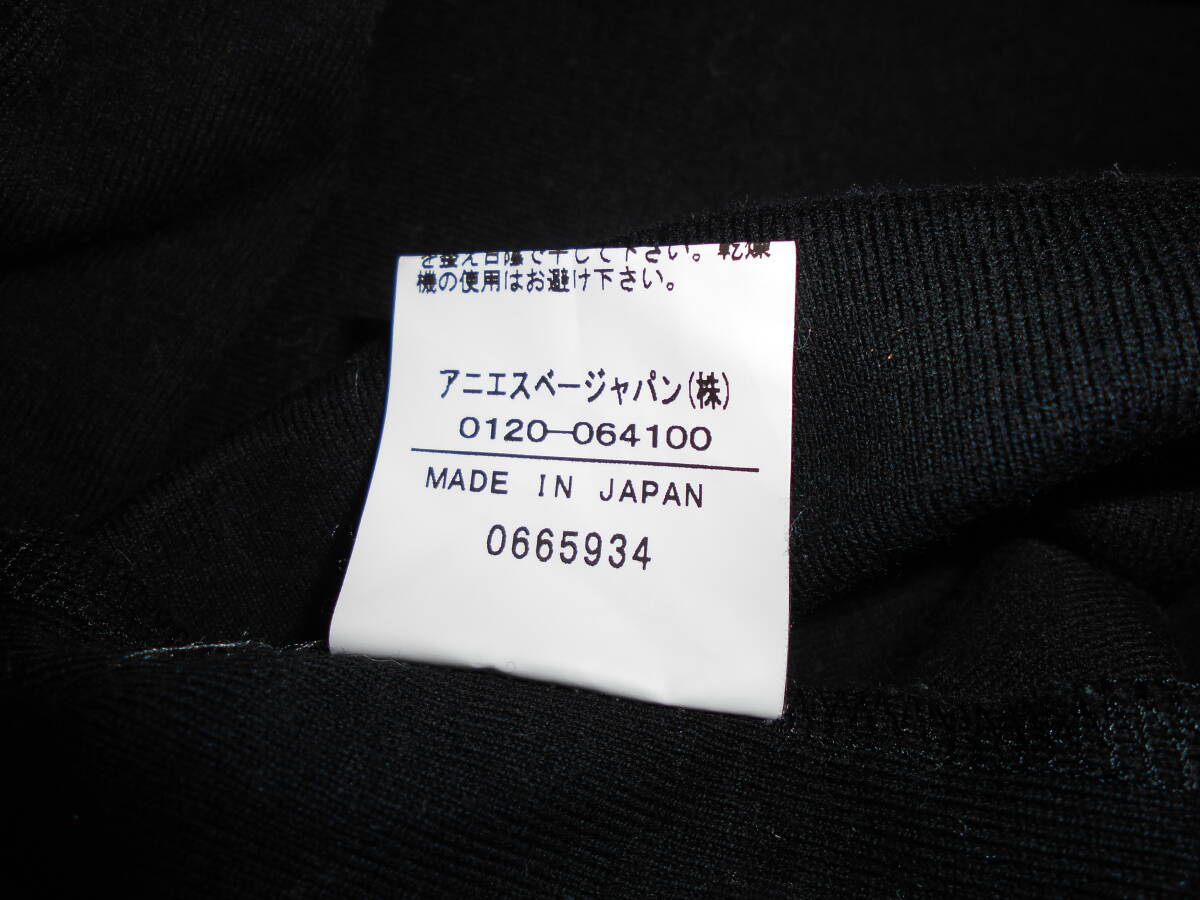 を整え日陰で干して下さい。乾燥
機の使用はお避け下さい。
アニエスベージャパン(株)
0120-064100
MADE IN JAPAN
0665934